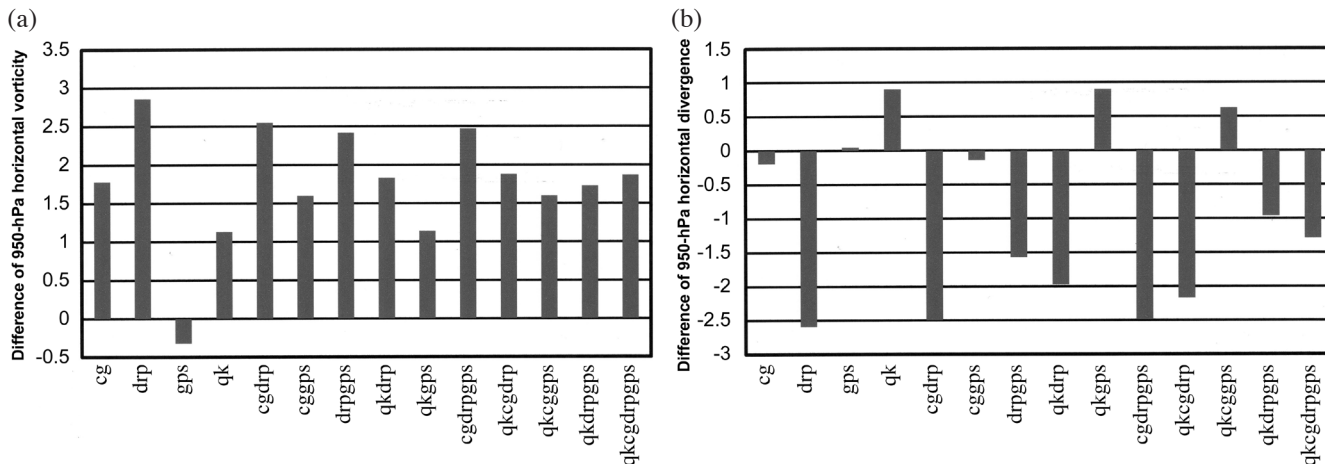 (a)
Difference of 950-hPa horizontal vorticity
3.5
3
2.5
2
1.5
1
0.5
0
-0.5
cg
drp
gps
qk
cgdrp
cggps
drpgps
qkdrp
qkgps
cgdrpgps
qkcgdrp
qkcggps
qkdrpgps
qkcgdrpgps
(b)
Difference of 950-hPa horizontal divergence
1.5
1
0.5
0
-0.5
-1
-1.5
-2
-2.5
-3
cg
drp
gps
qk
cgdrp
cggps
drpgps
qkdrp
qkgps
cgdrpgps
qkcgdrp
qkcggps
qkdrpgps
qkcgdrpgps